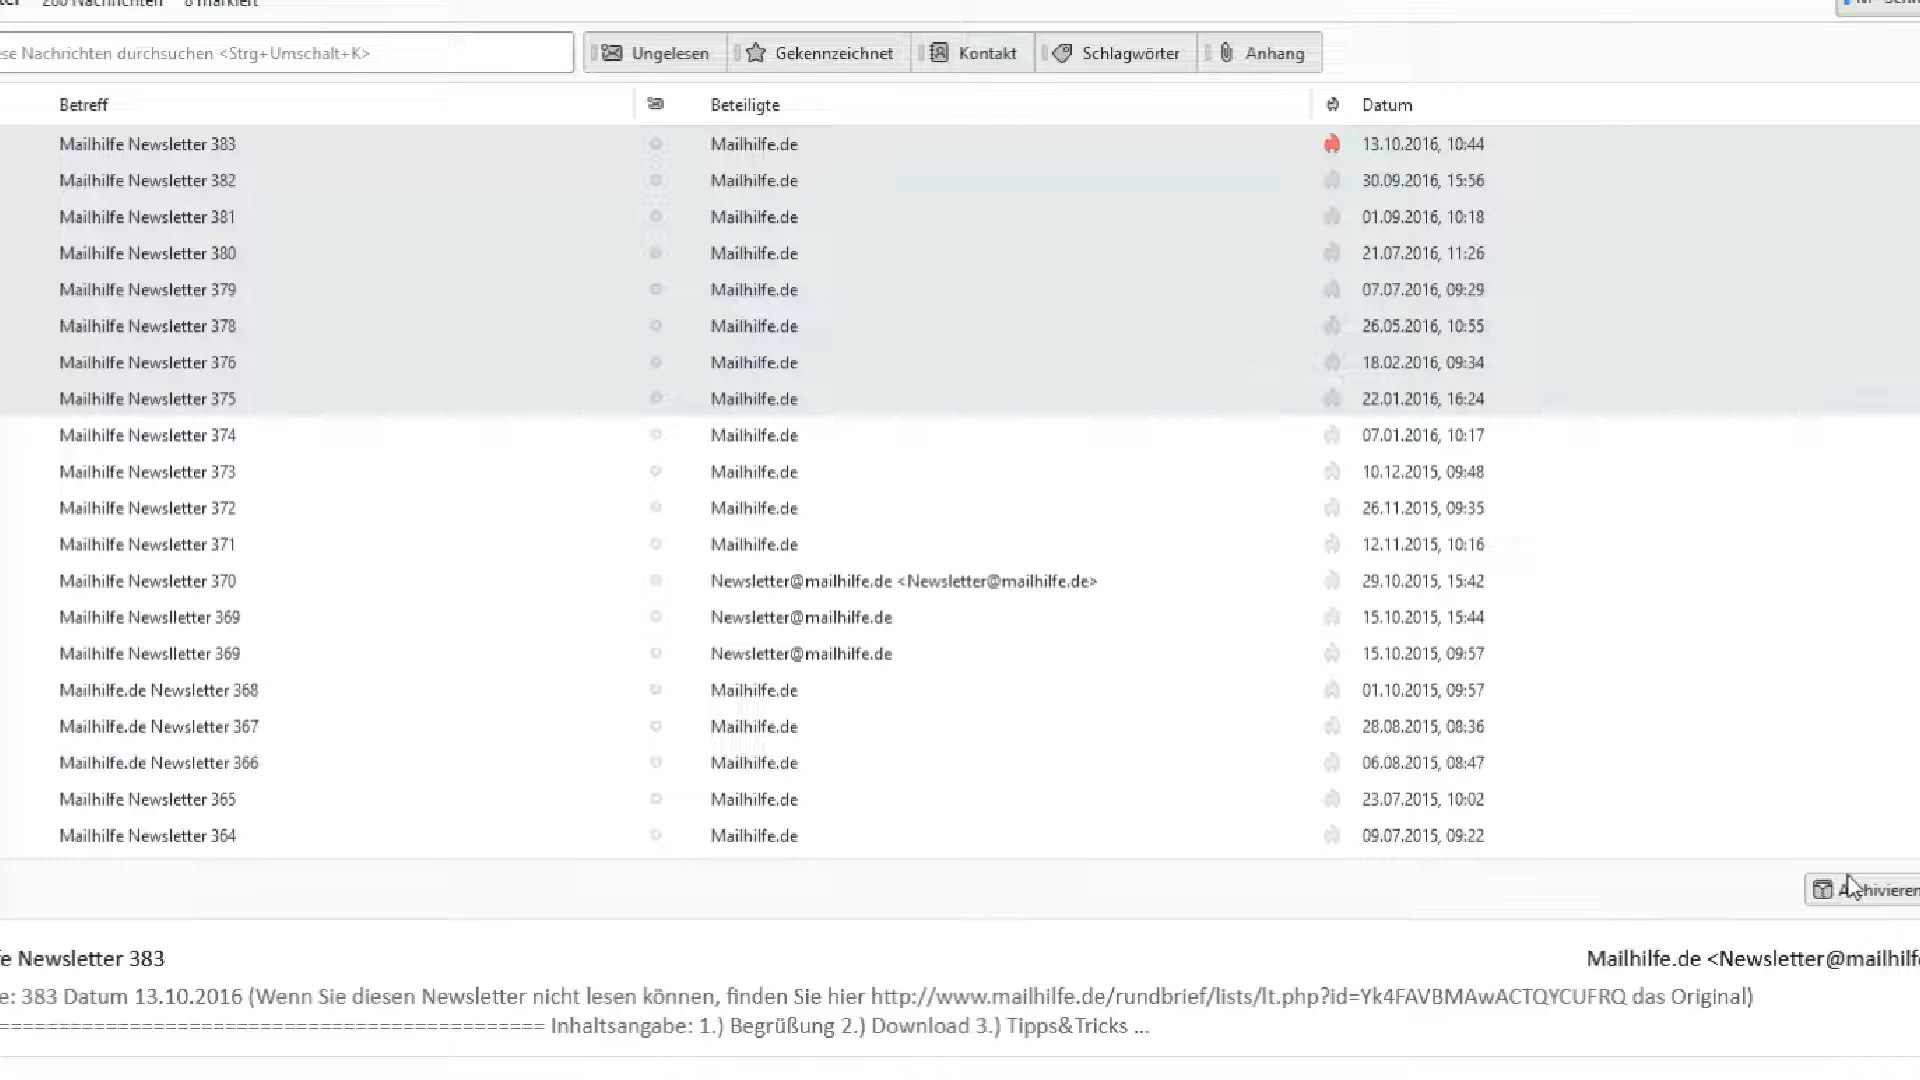 280 Nachrichten 8 markiert
ese Nachrichten durchsuchen <Strg+Umschalt+K> Ungelesen Gekennzeichnet Kontakt Schlagwörter Anhang
Betreff Beteiligte Datum
Mailhilfe Newsletter 383 Mailhilfe.de 13.10.2016, 10:44
Mailhilfe Newsletter 382 Mailhilfe.de 30.09.2016, 15:56
Mailhilfe Newsletter 381 Mailhilfe.de 01.09.2016, 10:18
Mailhilfe Newsletter 380 Mailhilfe.de 21.07.2016, 11:26
Mailhilfe Newsletter 379 Mailhilfe.de 07.07.2016, 09:29
Mailhilfe Newsletter 378 Mailhilfe.de 26.05.2016, 10:55
Mailhilfe Newsletter 376 Mailhilfe.de 18.02.2016, 09:34
Mailhilfe Newsletter 375 Mailhilfe.de 22.01.2016, 16:24
Mailhilfe Newsletter 374 Mailhilfe.de 07.01.2016, 10:17
Mailhilfe Newsletter 373 Mailhilfe.de 10.12.2015, 09:48
Mailhilfe Newsletter 372 Mailhilfe.de 26.11.2015, 09:35
Mailhilfe Newsletter 371 Mailhilfe.de 12.11.2015, 10:16
Mailhilfe Newsletter 370 Newsletter@mailhilfe.de <Newsletter@mailhilfe.de> 29.10.2015, 15:42
Mailhilfe Newslletter 369 Newsletter@mailhilfe.de 15.10.2015, 15:44
Mailhilfe Newslletter 369 Newsletter@mailhilfe.de 15.10.2015, 09:57
Mailhilfe.de Newsletter 368 Mailhilfe.de 01.10.2015, 09:57
Mailhilfe.de Newsletter 367 Mailhilfe.de 28.08.2015, 08:36
Mailhilfe.de Newsletter 366 Mailhilfe.de 06.08.2015, 08:47
Mailhilfe Newsletter 365 Mailhilfe.de 23.07.2015, 10:02
Mailhilfe Newsletter 364 Mailhilfe.de 09.07.2015, 09:22
Archivieren
fe Newsletter 383 Mailhilfe.de <Newsletter@mailhilfe
e: 383 Datum 13.10.2016 (Wenn Sie diesen Newsletter nicht lesen können, finden Sie hier http://www.mailhilfe.de/rundbrief/lists/lt.php?id=Yk4FAVBMAwACTQYCUFRQ das Original)
============================================ Inhaltsangabe: 1.) Begrüßung 2.) Download 3.) Tipps&Tricks ...